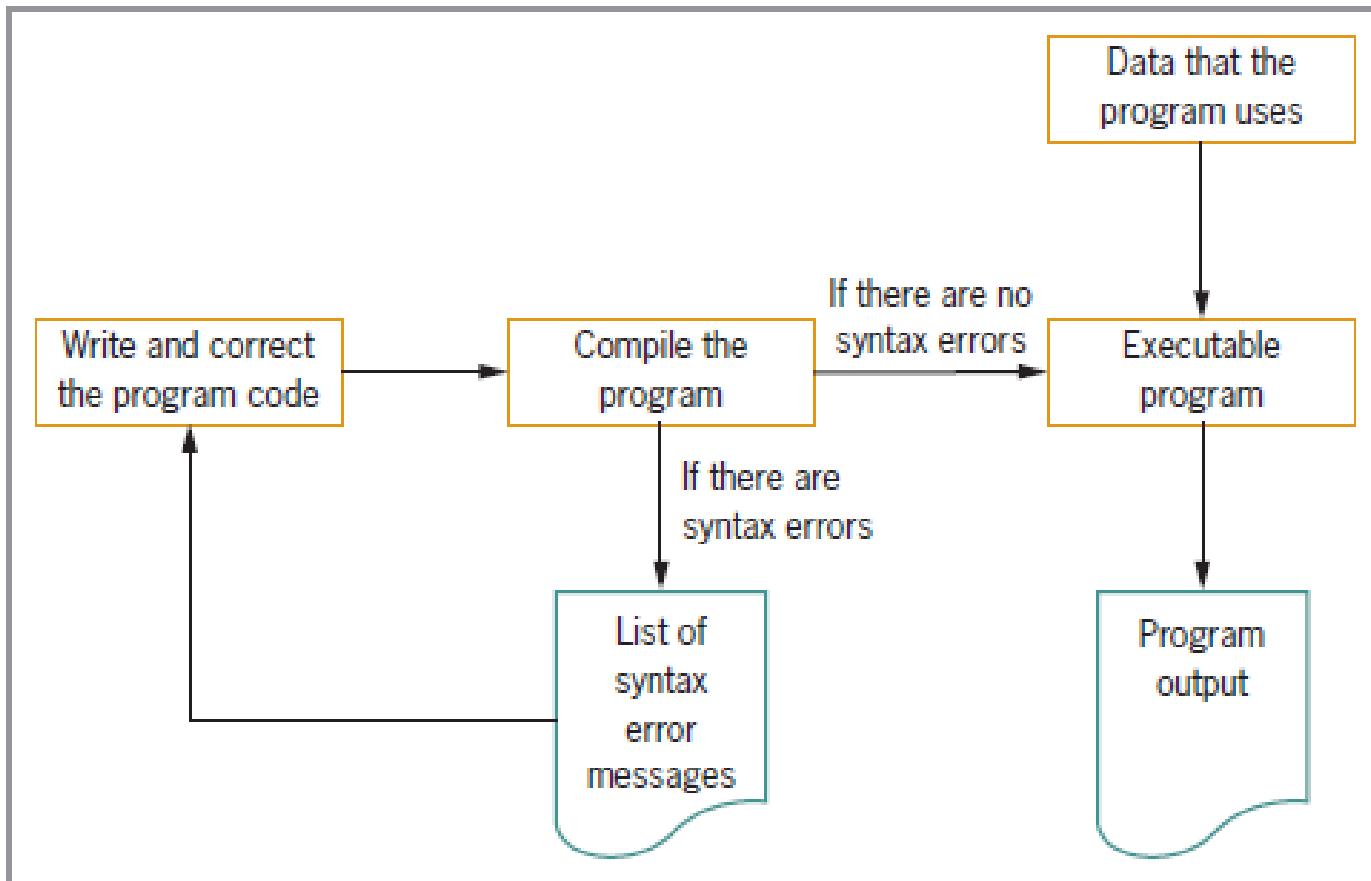 Data that the
program uses
If there are no
syntax errors
Write and correct
the program code
Compile the
program
Executable
program
If there are
syntax errors
List of
syntax
error
messages
Program
output